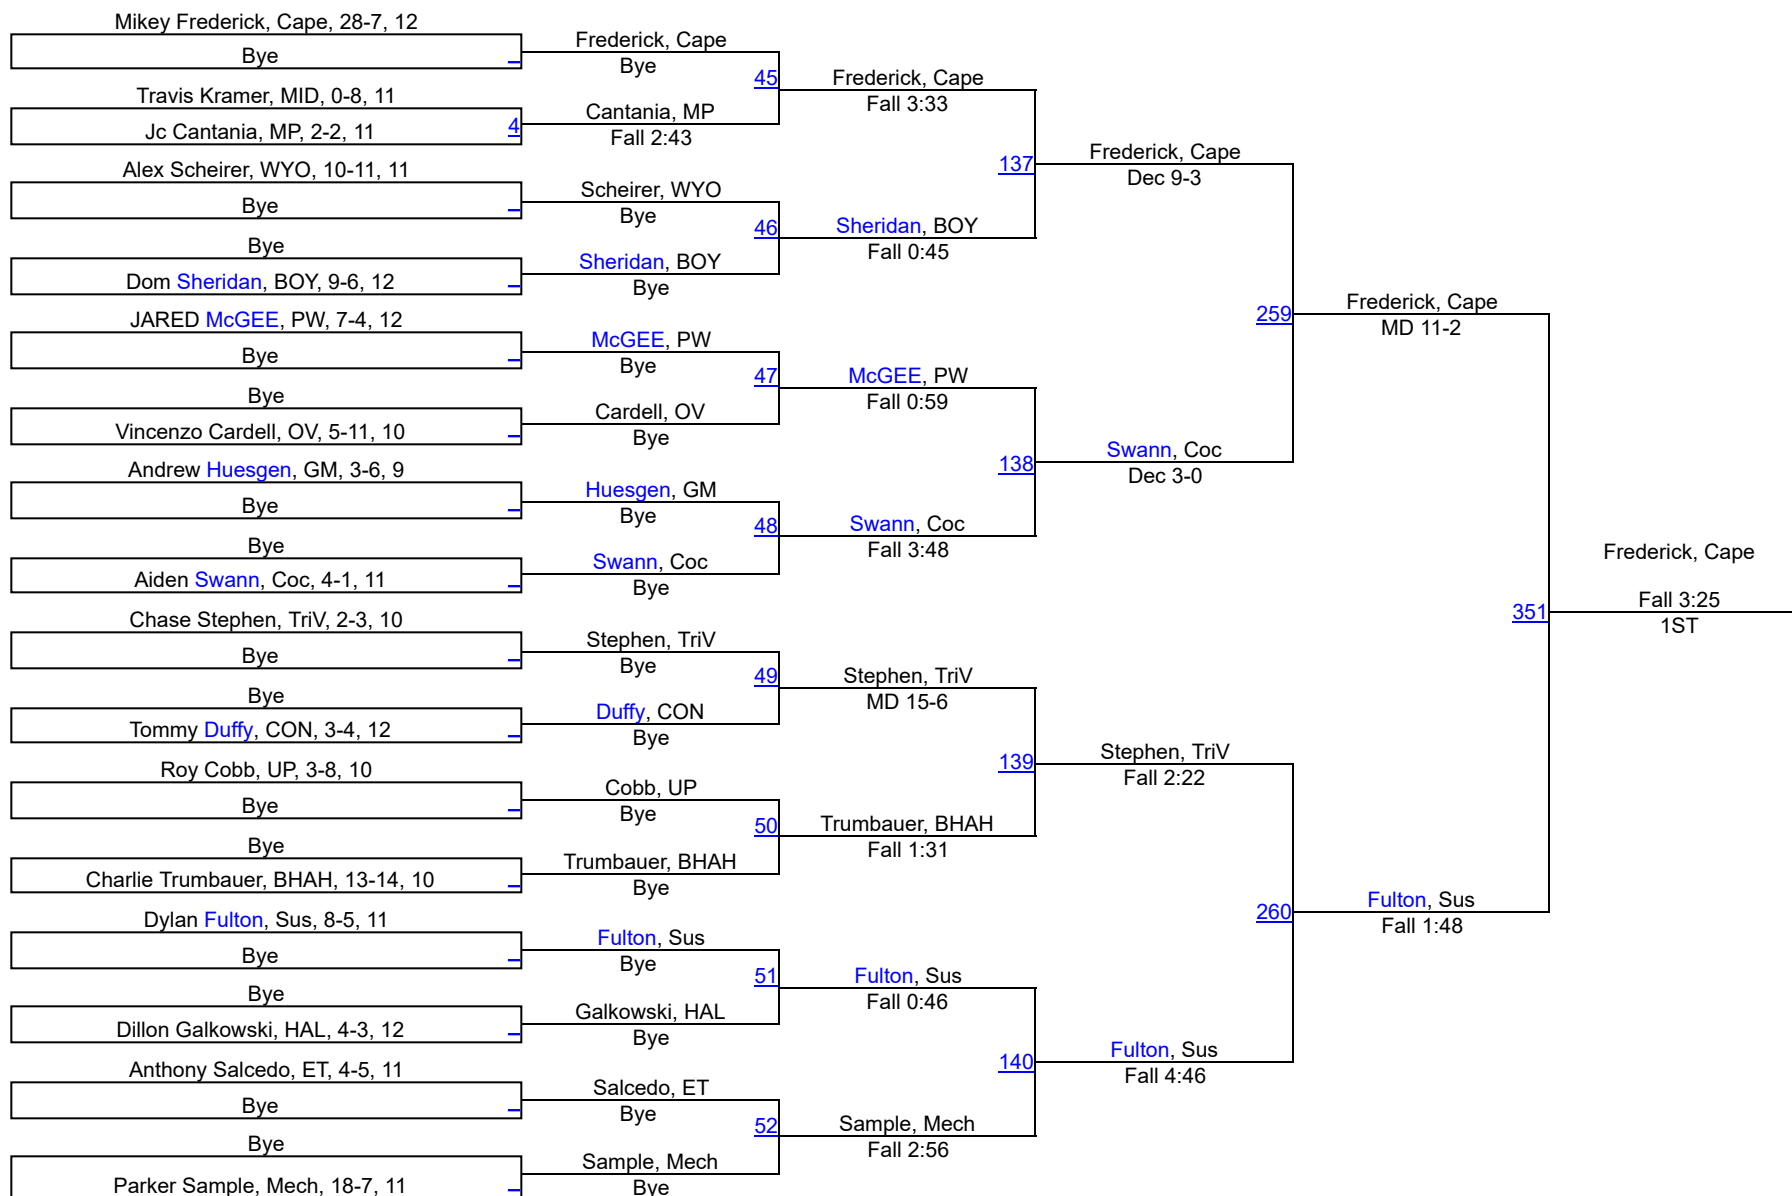 Mikey Frederick, Cape, 28-7, 12
Bye
Travis Kramer, MID, 0-8, 11
Jc Cantania, MP, 2-2, 11
4
Alex Scheirer, WYO, 10-11, 11
Bye
Bye
Dom Sheridan, BOY, 9-6, 12
JARED McGEE, PW, 7-4, 12
Bye
Bye
Vincenzo Cardell, OV, 5-11, 10
Andrew Huesgen, GM, 3-6, 9
Bye
Bye
Aiden Swann, Coc, 4-1, 11
Chase Stephen, TriV, 2-3, 10
Bye
Bye
Tommy Duffy, CON, 3-4, 12
Roy Cobb, UP, 3-8, 10
Bye
Bye
Charlie Trumbauer, BHAH, 13-14, 10
Dylan Fulton, Sus, 8-5, 11
Bye
Bye
Dillon Galkowski, HAL, 4-3, 12
Anthony Salcedo, ET, 4-5, 11
Bye
Bye
Parker Sample, Mech, 18-7, 11
Frederick, Cape
Bye
45
Cantania, MP
Fall 2:43
Scheirer, WYO
Bye
46
Sheridan, BOY
Bye
McGEE, PW
Bye
47
Cardell, OV
Bye
Huesgen, GM
Bye
48
Swann, Coc
Bye
Stephen, TriV
Bye
49
Duffy, CON
Bye
Cobb, UP
Bye
50
Trumbauer, BHAH
Bye
Fulton, Sus
Bye
51
Galkowski, HAL
Bye
Salcedo, ET
Bye
52
Sample, Mech
Bye
Frederick, Cape
Fall 3:33
137
Sheridan, BOY
Fall 0:45
McGEE, PW
Fall 0:59
138
Swann, Coc
Fall 3:48
Stephen, TriV
MD 15-6
139
Trumbauer, BHAH
Fall 1:31
Fulton, Sus
Fall 0:46
140
Sample, Mech
Fall 2:56
Frederick, Cape
Dec 9-3
259
Swann, Coc
Dec 3-0
Stephen, TriV
Fall 2:22
260
Fulton, Sus
Fall 4:46
Frederick, Cape
MD 11-2
351
Fulton, Sus
Fall 1:48
Frederick, Cape
Fall 3:25
1ST